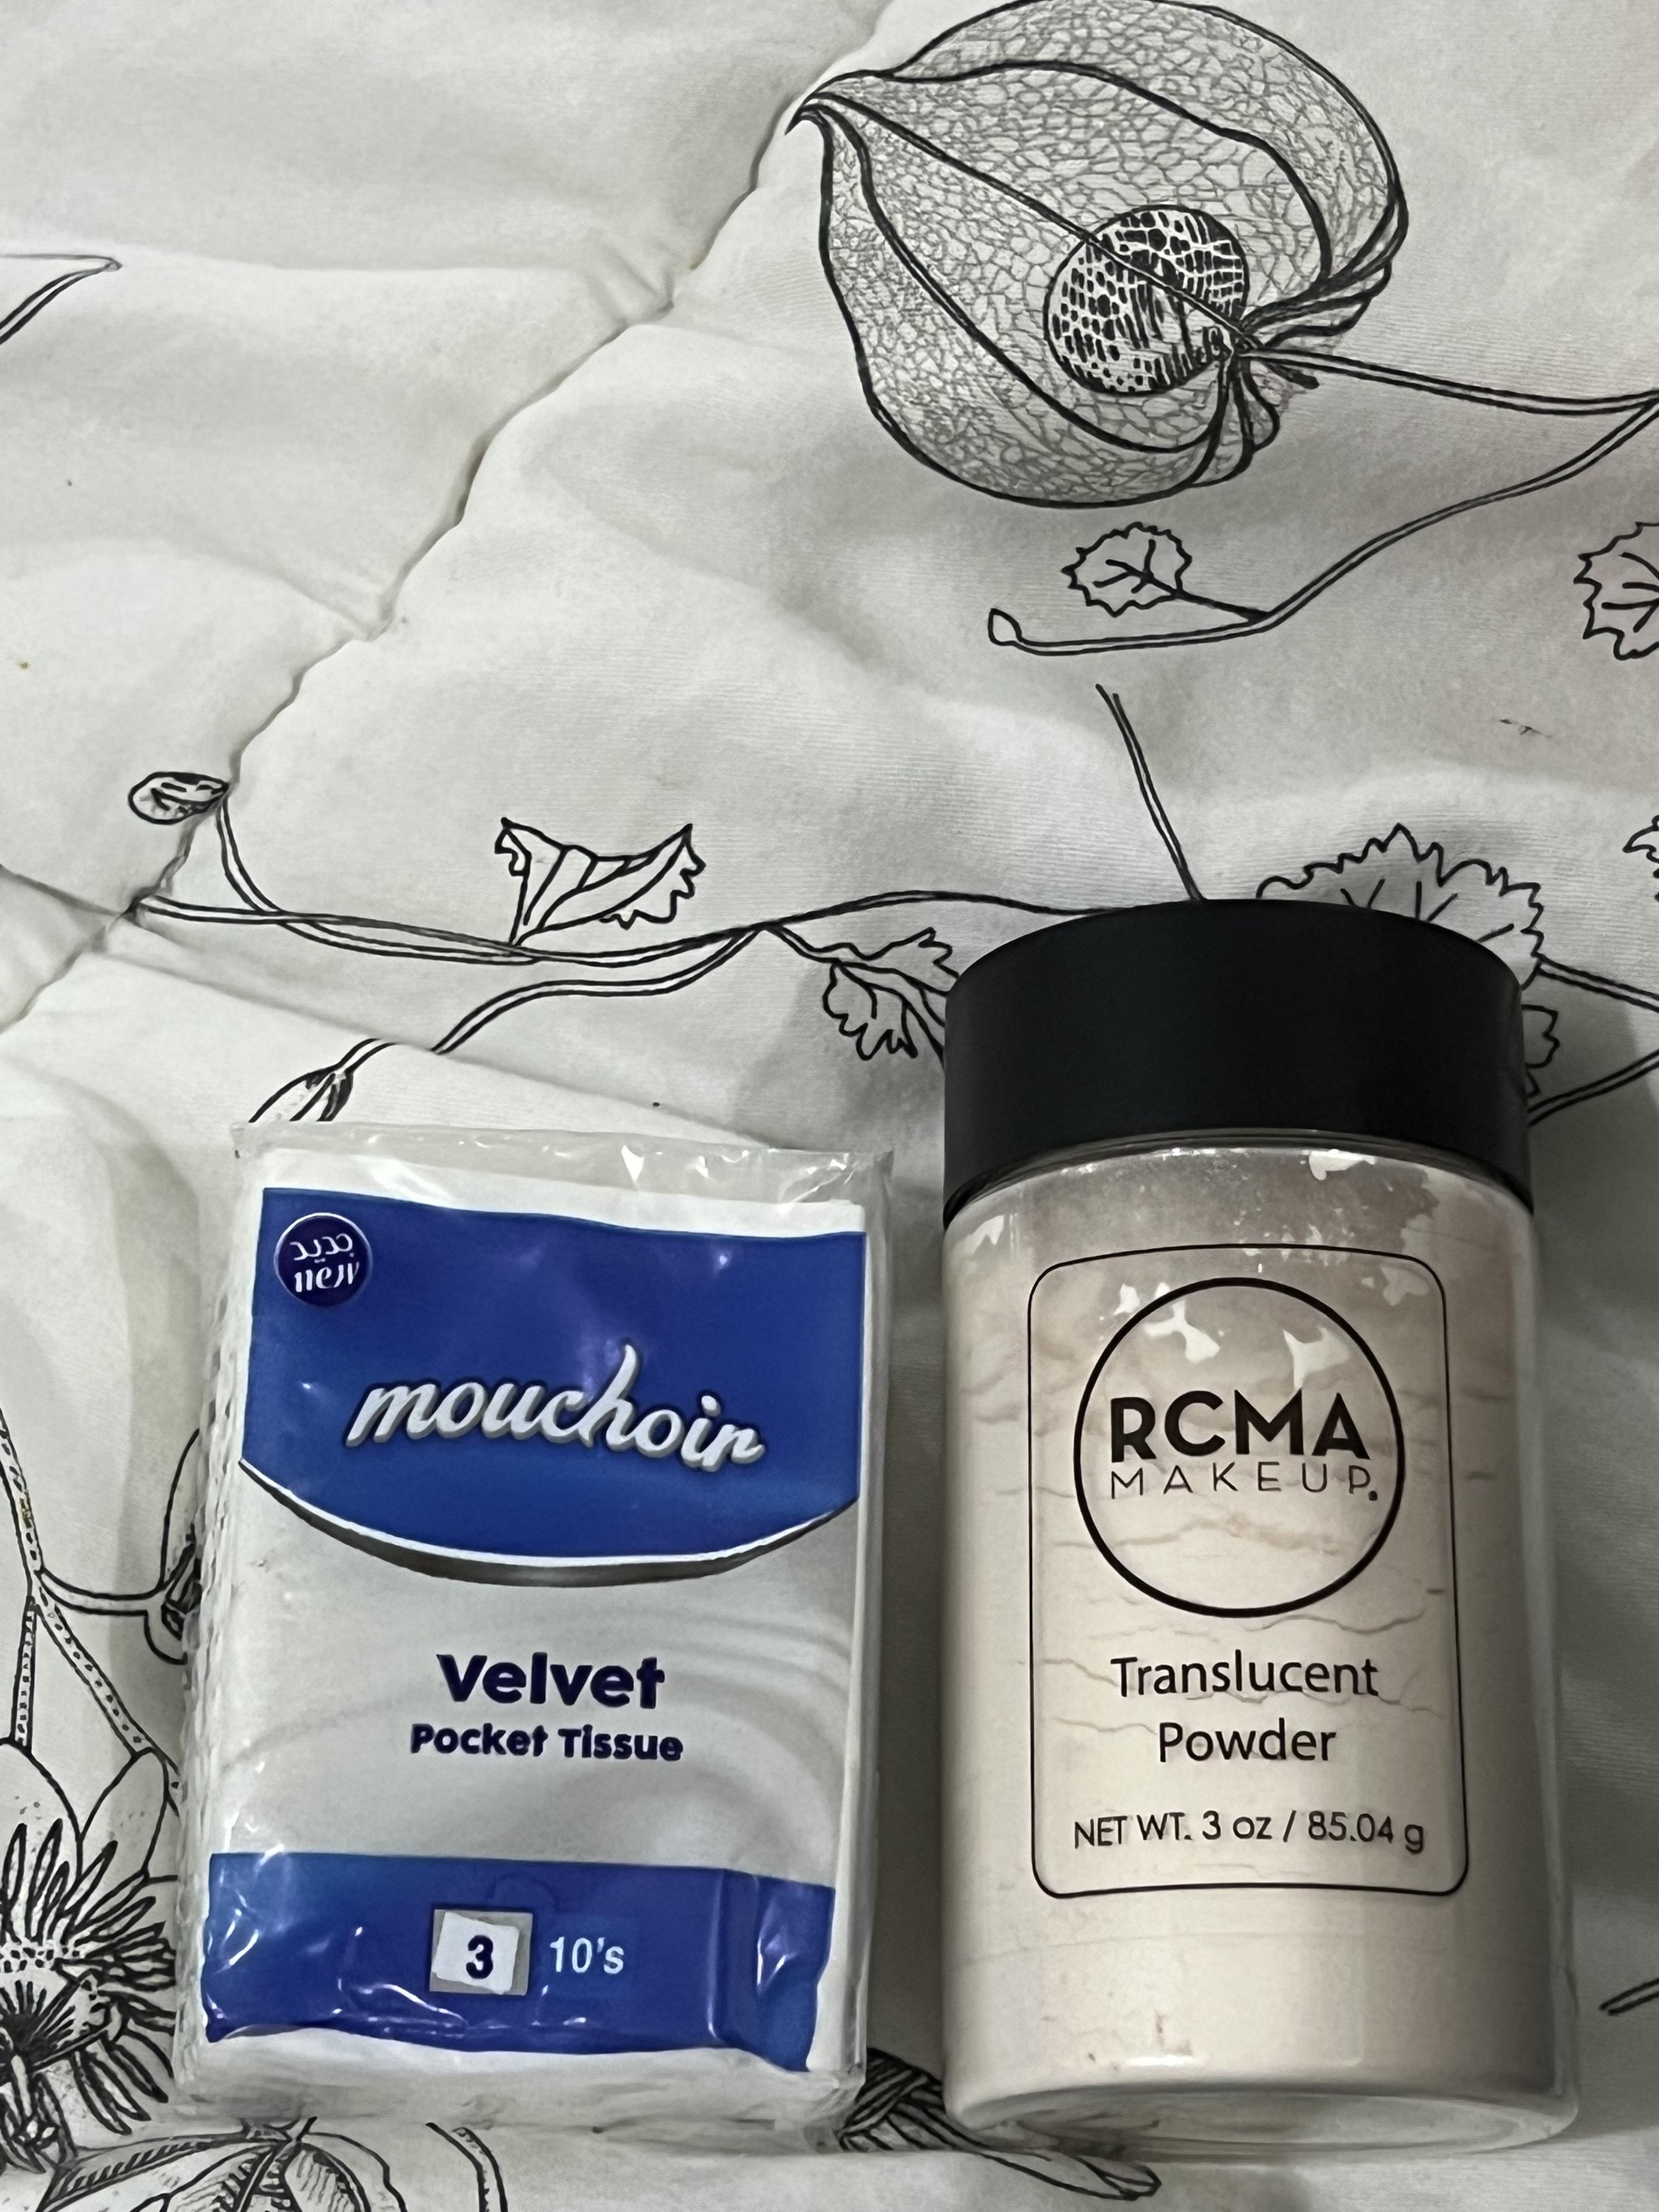 جديد
new
mouchoir
Velvet
Pocket Tissue
3 10's
RCMA
MAKEUP.
Translucent
Powder
NET WT. 3 oz / 85.04 g